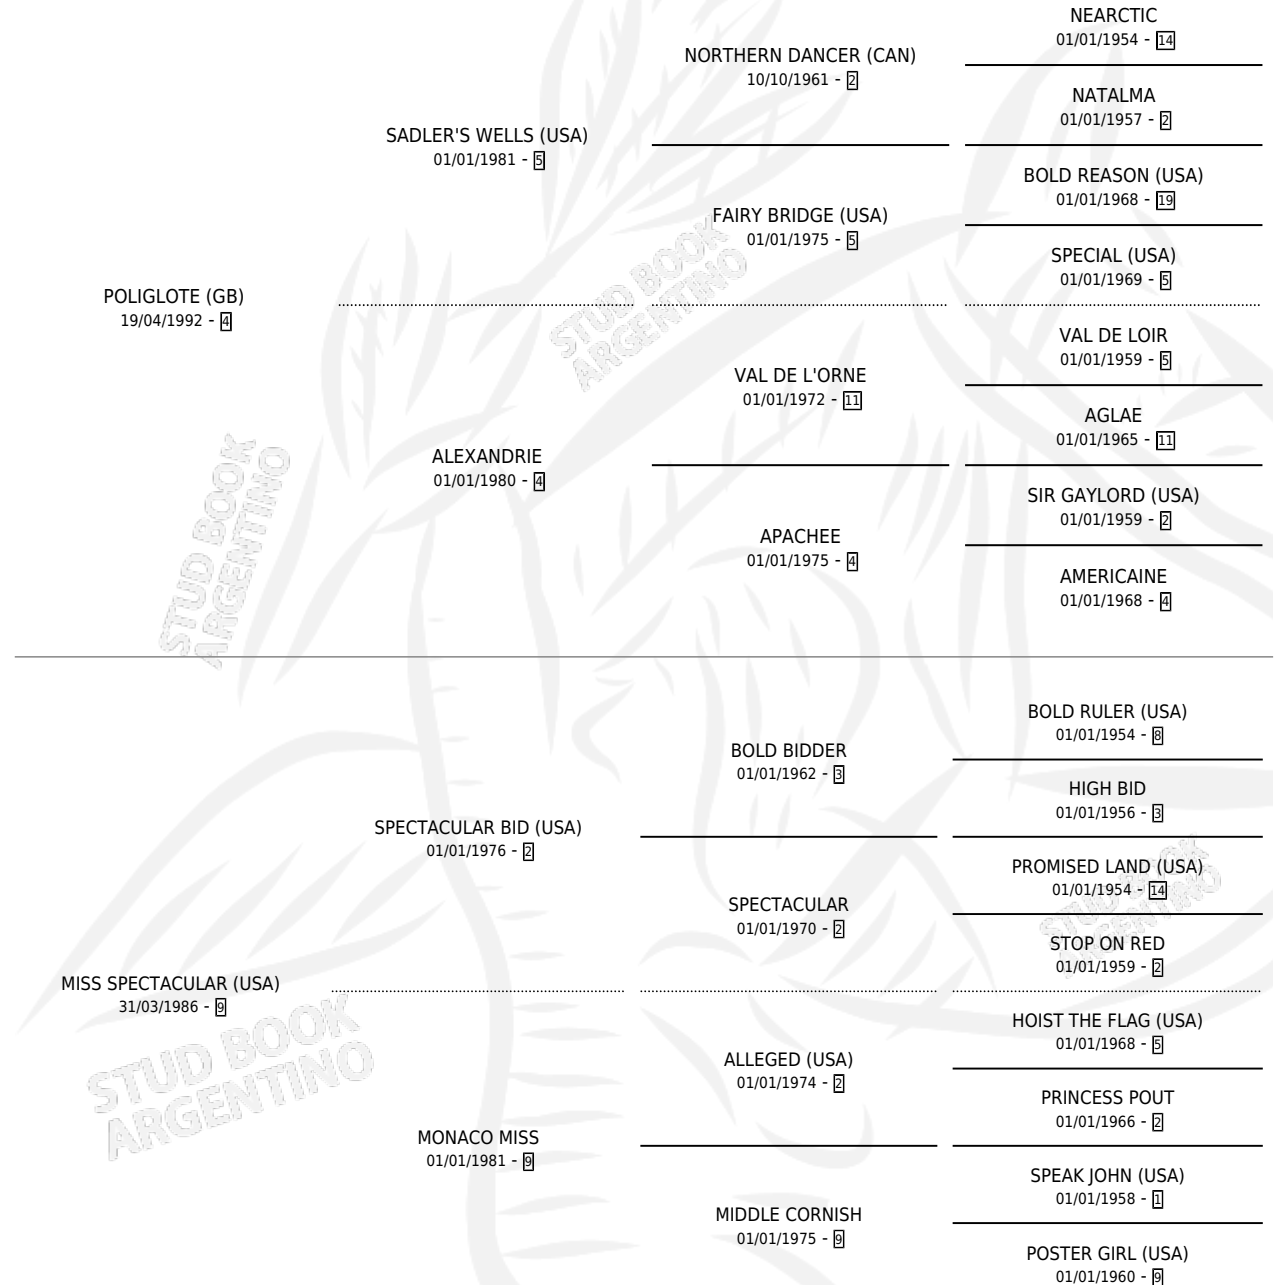 NEARCTIC
01/01/1954 - 14
NORTHERN DANCER (CAN)
10/10/1961 - 2
NATALMA
01/01/1957 - 2
SADLER'S WELLS (USA)
01/01/1981 - 5
BOLD REASON (USA)
01/01/1968 - 19
FAIRY BRIDGE (USA)
01/01/1975 - 5
SPECIAL (USA)
01/01/1969 - 5
POLIGLOTE (GB)
19/04/1992 - 4
VAL DE LOIR
01/01/1959 - 5
VAL DE L'ORNE
01/01/1972 - 11
AGLAE
01/01/1965 - 11
ALEXANDRIE
01/01/1980 - 4
SIR GAYLORD (USA)
01/01/1959 - 2
APACHEE
01/01/1975 - 4
AMERICAINE
01/01/1968 - 4
BOLD RULER (USA)
01/01/1954 - 8
BOLD BIDDER
01/01/1962 - 3
HIGH BID
01/01/1956 - 3
SPECTACULAR BID (USA)
01/01/1976 - 2
PROMISED LAND (USA)
01/01/1954 - 14
SPECTACULAR
01/01/1970 - 2
STOP ON RED
01/01/1959 - 2
MISS SPECTACULAR (USA)
31/03/1986 - 9
HOIST THE FLAG (USA)
01/01/1968 - 5
ALLEGED (USA)
01/01/1974 - 2
PRINCESS POUT
01/01/1966 - 2
MONACO MISS
01/01/1981 - 9
SPEAK JOHN (USA)
01/01/1958 - 1
MIDDLE CORNISH
01/01/1975 - 9
POSTER GIRL (USA)
01/01/1960 - 9
STUD BOOK
ARGENTINO
STUD BOOK
ARGENTINO
STUD BOOK
ARGENTINO
STUD BOOK
ARGENTINO